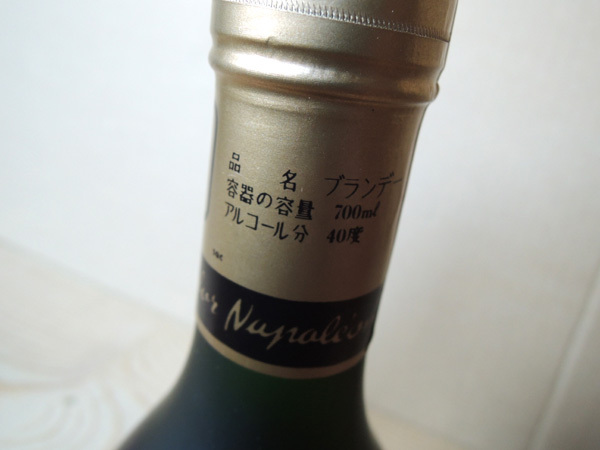 品 名 ブランデー
容器の容量 700ml
アルコール分 40度
Napoléon